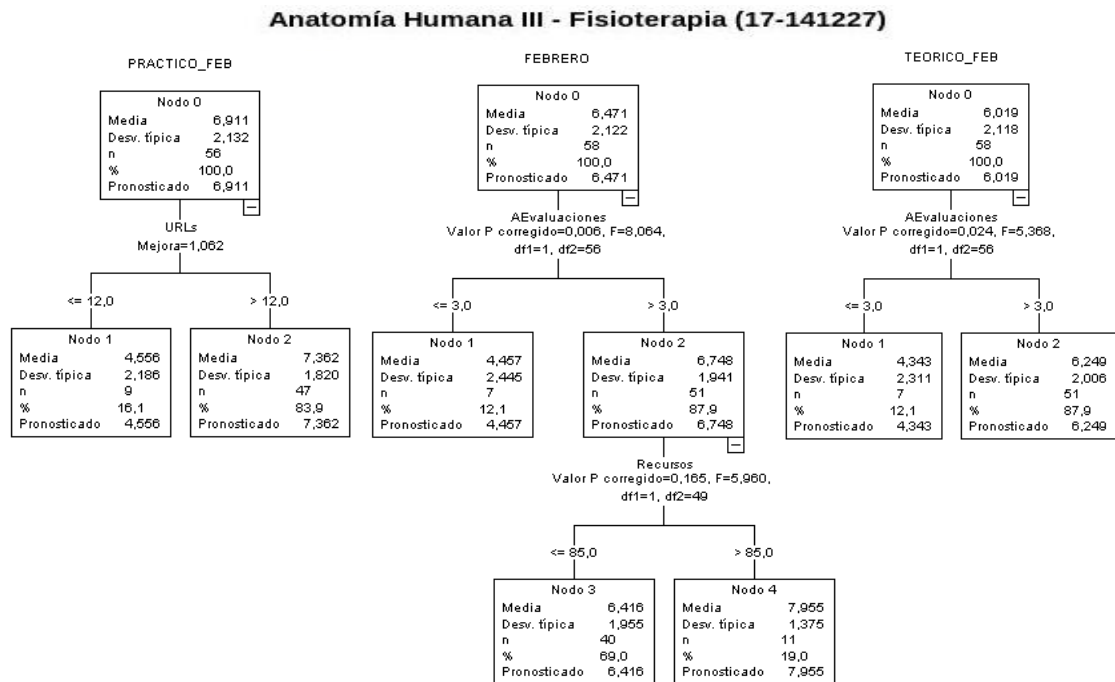 Anatomía Humana III - Fisioterapia (17-141227)
PRACTICO_FEB
Nodo 0
Media 6,911
Desv. típica 2,132
n 56
% 100,0
Pronosticado 6,911
URLs
Mejora=1,062
<= 12,0
> 12,0
Nodo 1
Media 4,556
Desv. típica 2,186
n 9
% 16,1
Pronosticado 4,556
Nodo 2
Media 7,362
Desv. típica 1,820
n 47
% 83,9
Pronosticado 7,362
FEBRERO
Nodo 0
Media 6,471
Desv. típica 2,122
n 58
% 100,0
Pronosticado 6,471
AEvaluaciones
Valor P corregido=0,006, F=8,064,
df1=1, df2=56
<= 3,0
> 3,0
Nodo 1
Media 4,457
Desv. típica 2,445
n 7
% 12,1
Pronosticado 4,457
Nodo 2
Media 6,748
Desv. típica 1,941
n 51
% 87,9
Pronosticado 6,748
Recursos
Valor P corregido=0,165, F=5,960,
df1=1, df2=49
<= 85,0
> 85,0
Nodo 3
Media 6,416
Desv. típica 1,955
n 40
% 69,0
Pronosticado 6,416
Nodo 4
Media 7,955
Desv. típica 1,375
n 11
% 19,0
Pronosticado 7,955
TEORICO_FEB
Nodo 0
Media 6,019
Desv. típica 2,118
n 58
% 100,0
Pronosticado 6,019
AEvaluaciones
Valor P corregido=0,024, F=5,368,
df1=1, df2=56
<= 3,0
> 3,0
Nodo 1
Media 4,343
Desv. típica 2,311
n 7
% 12,1
Pronosticado 4,343
Nodo 2
Media 6,249
Desv. típica 2,006
n 51
% 87,9
Pronosticado 6,249